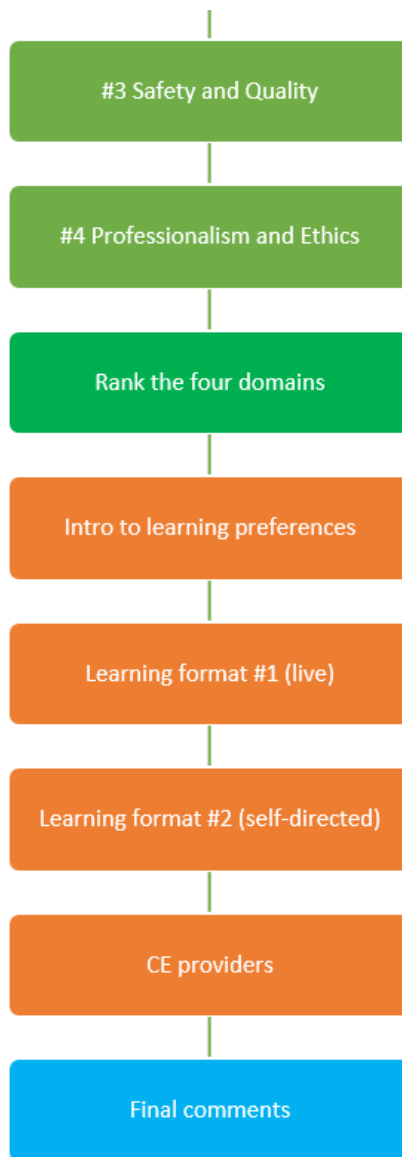 #3 Safety and Quality
#4 Professionalism and Ethics
Rank the four domains
Intro to learning preferences
Learning format #1 (live)
Learning format #2 (self-directed)
CE providers
Final comments